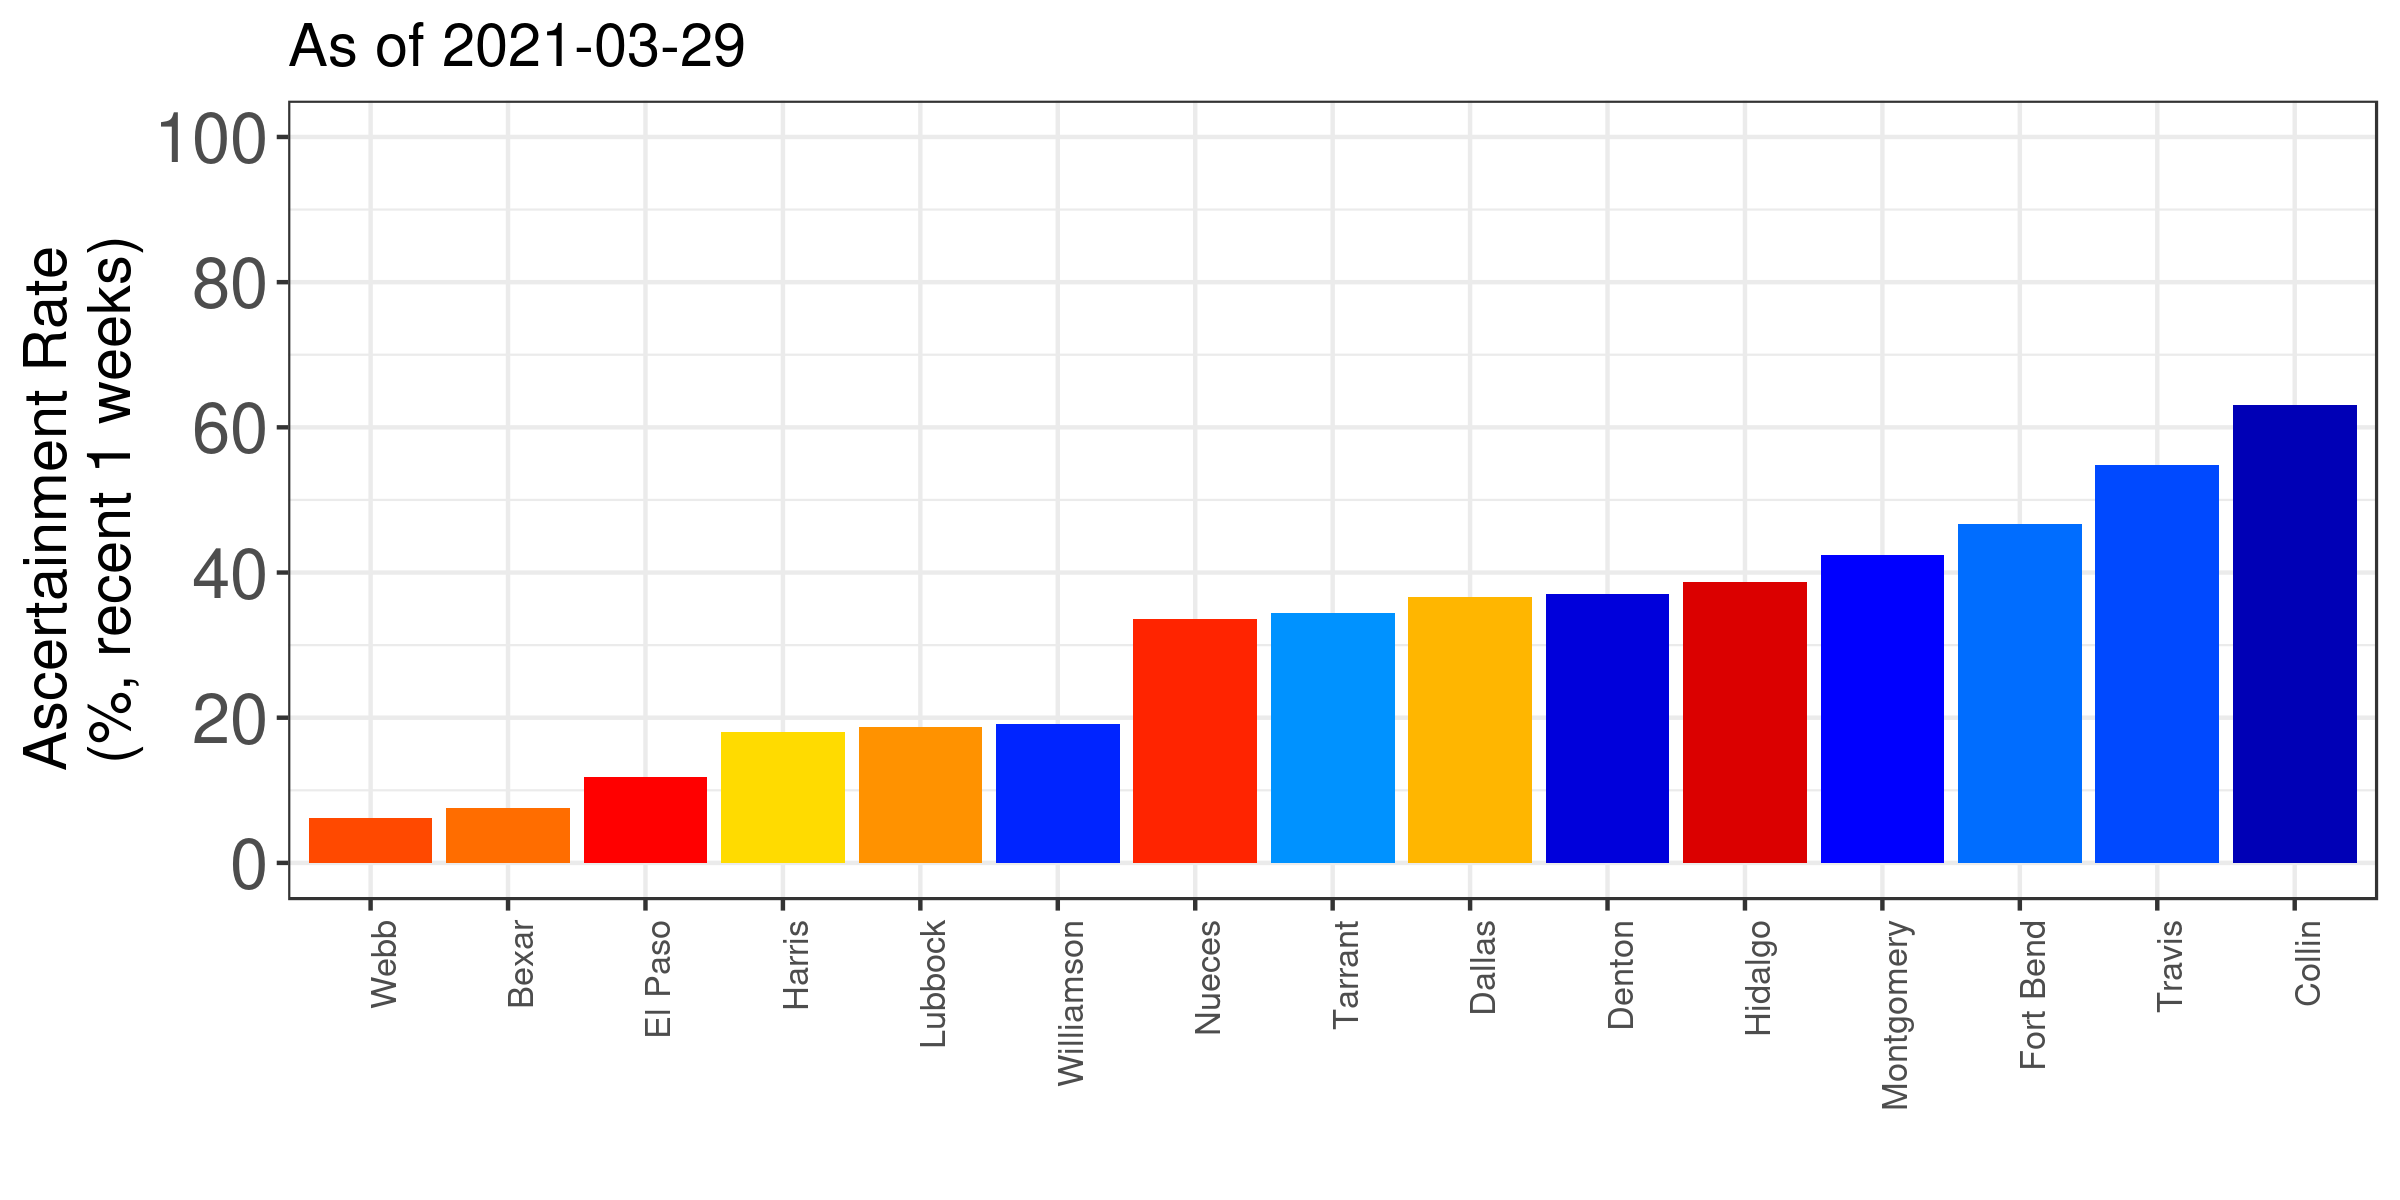 As of 2021-03-29
Ascertainment Rate
(%, recent 1 weeks)
100
80
60
40
20
0
Webb
Bexar
El Paso
Harris
Lubbock
Williamson
Nueces
Tarrant
Dallas
Denton
Hidalgo
Montgomery
Fort Bend
Travis
Collin